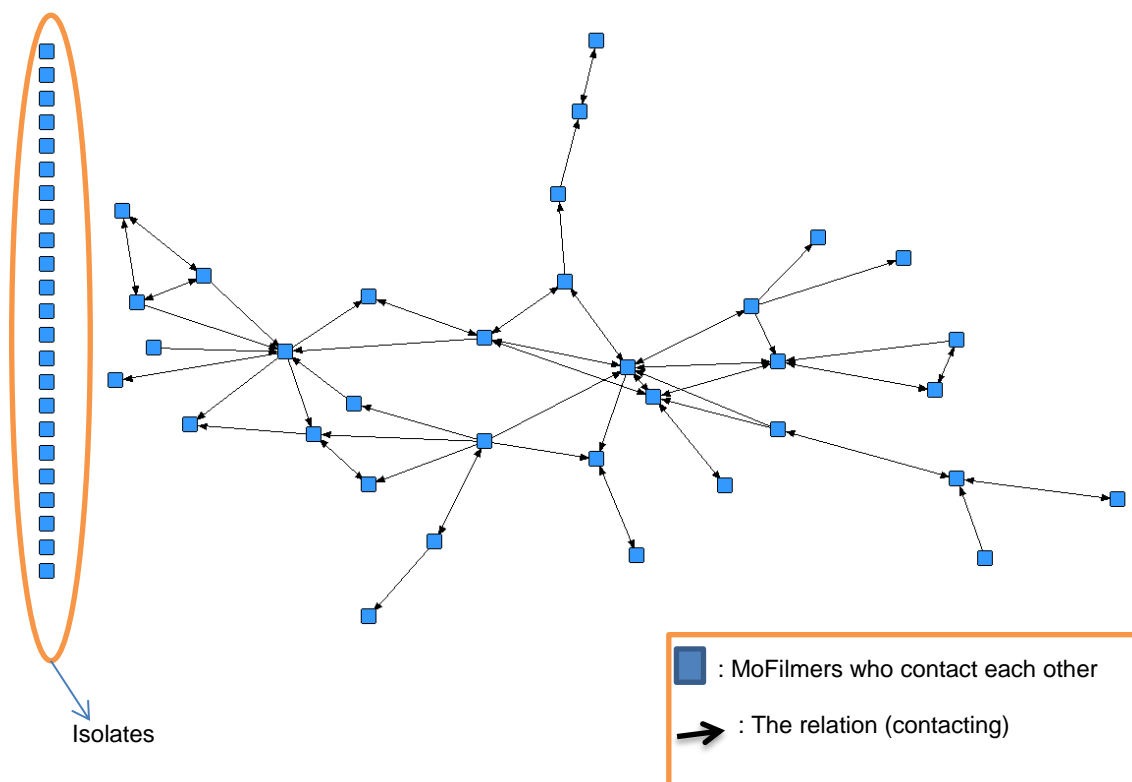 : MoFilmers who contact each other
: The relation (contacting)
Isolates